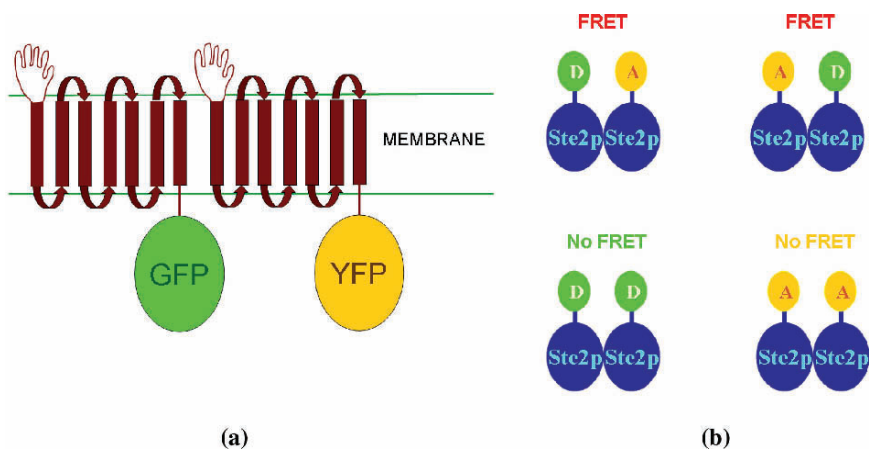 MEMBRANE
GFP
YFP
(a)
FRET
FRET
D
A
A
D
Ste2p
Ste2p
Ste2p
Ste2p
No FRET
No FRET
D
D
A
A
Ste2p
Ste2p
Ste2p
Ste2p
(b)